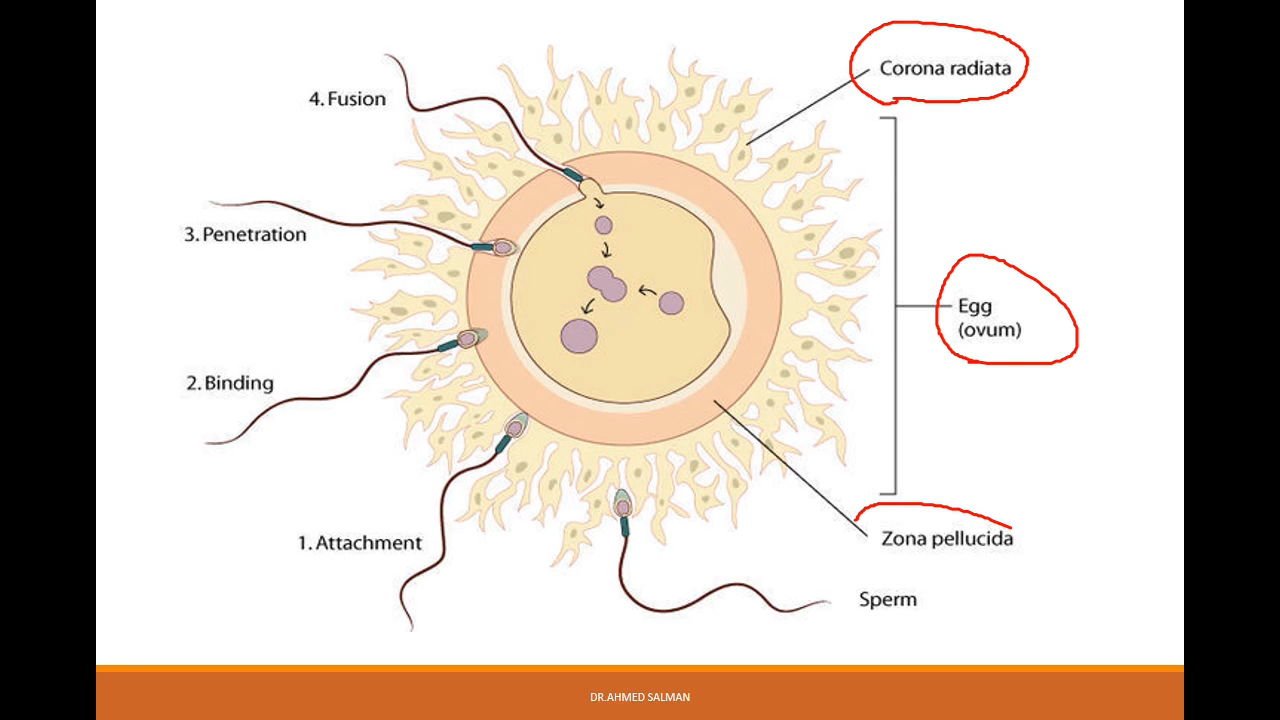 Corona radiata
4. Fusion
3. Penetration
Egg
(ovum)
2. Binding
1. Attachment
Zona pellucida
Sperm
DR.AHMED SALMAN